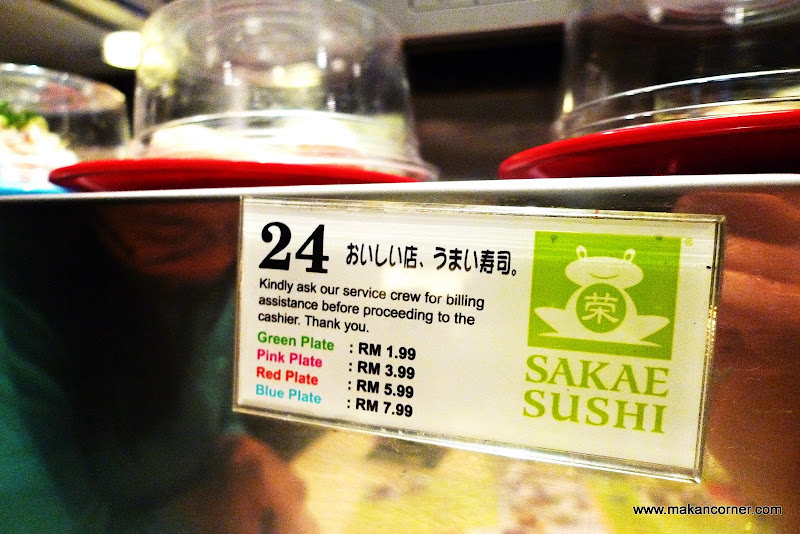 24 おいしい店、うまい寿司。
Kindly ask our service crew for billing
assistance before proceeding to the
cashier. Thank you.
Green Plate : RM 1.99
Pink Plate : RM 3.99
Red Plate : RM 5.99
Blue Plate : RM 7.99
栄
®
SAKAE
SUSHI
www.makancorner.com